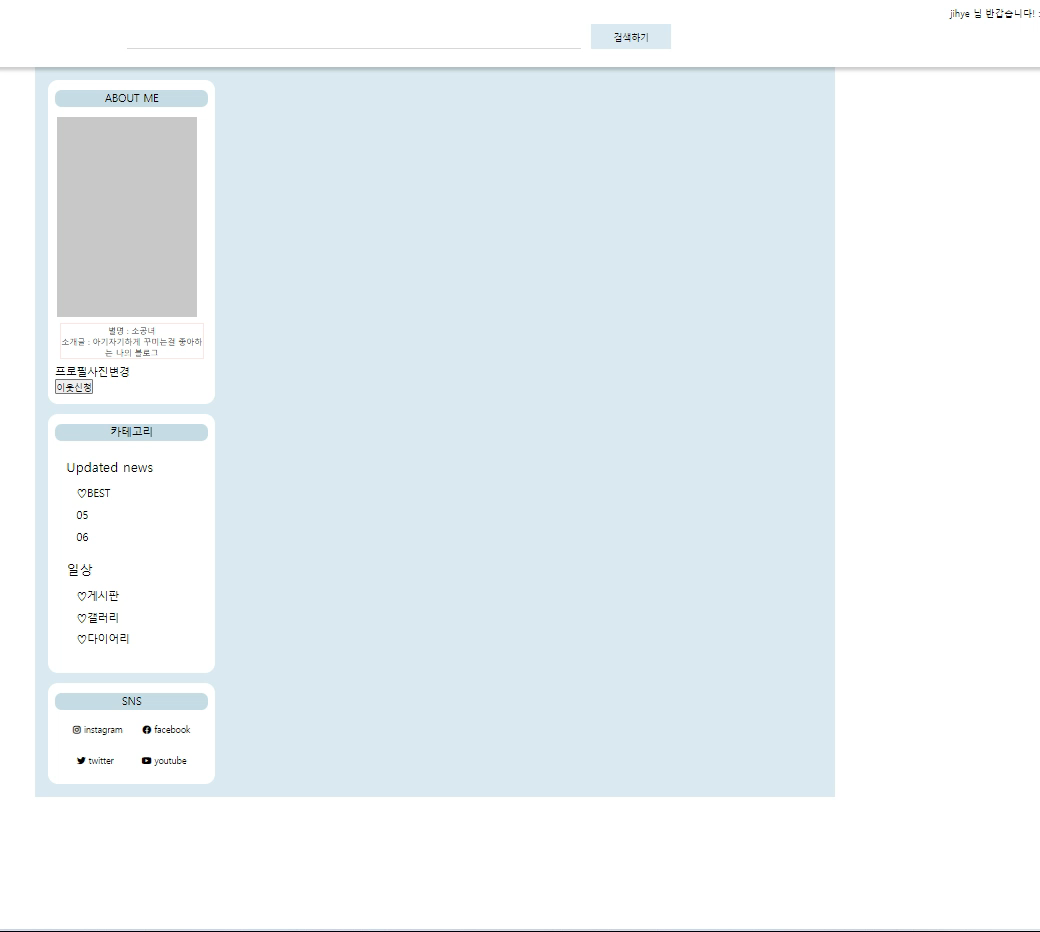 jihye 님 반갑습니다! :
검색하기
ABOUT ME
별명 : 소공녀
소개글 : 아기자기하게 꾸미는걸 좋아하
는 나의 블로그
프로필사진변경
이웃신청
카테고리
Updated news
♡BEST
05
06
일상
♡게시판
♡갤러리
♡다이어리
SNS
instagram facebook
twitter youtube